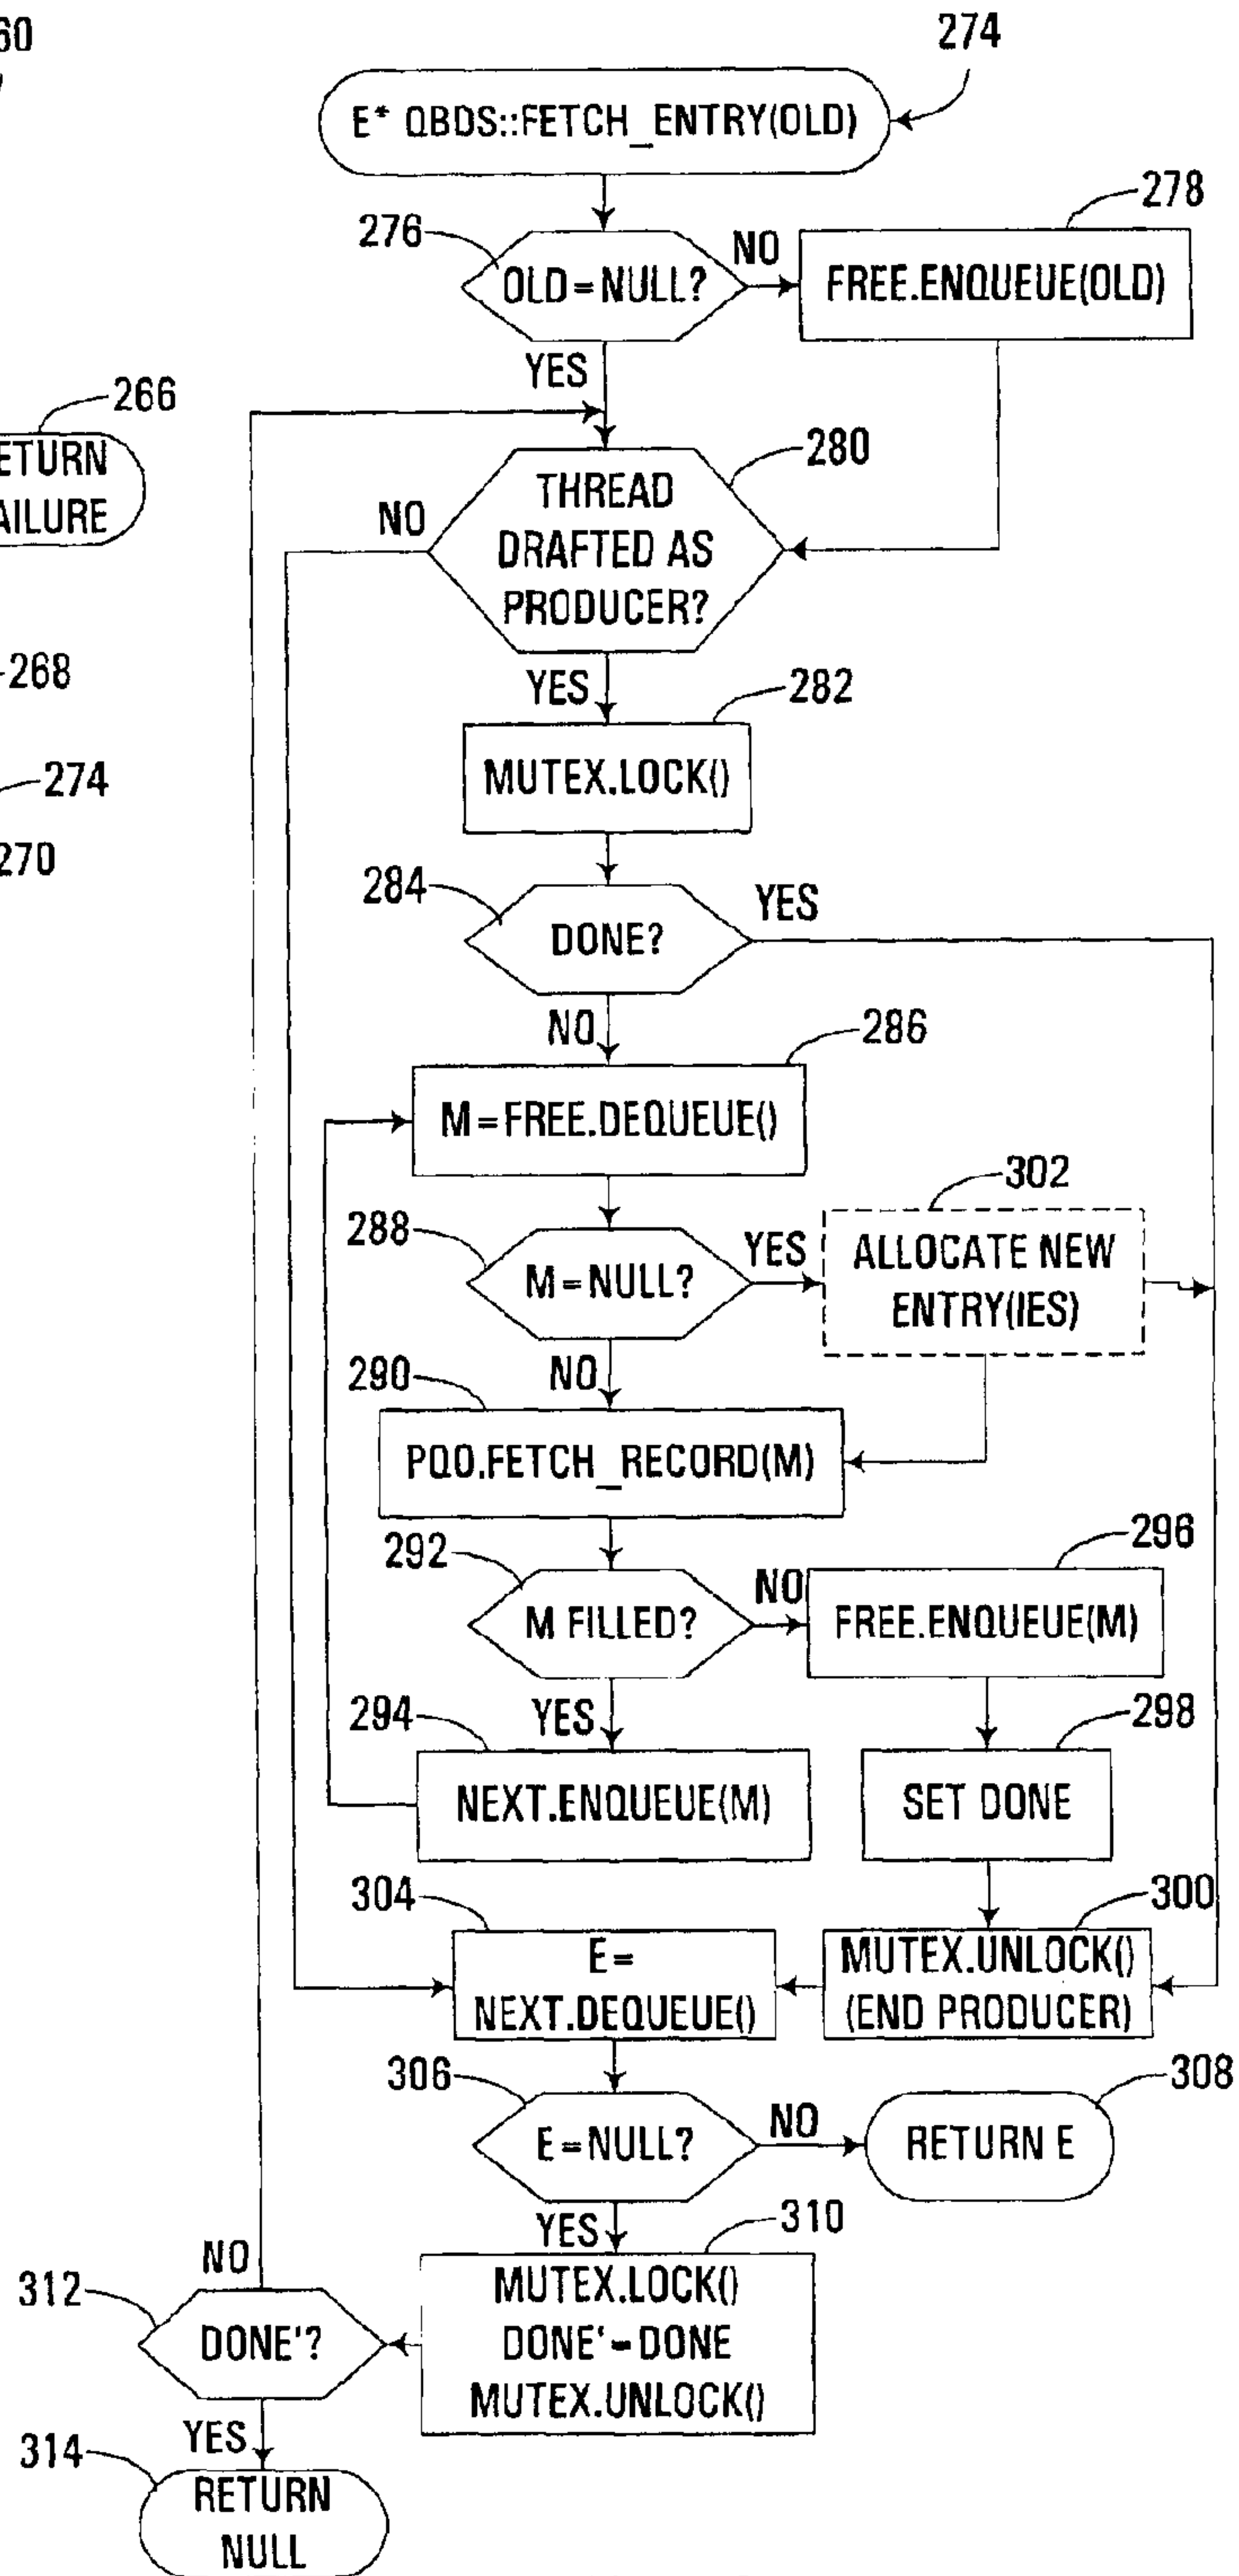 60
274
E* QBDS::FETCH_ENTRY(OLD)
278
276
OLD=NULL?
NO
FREE.ENQUEUE(OLD)
YES
266
ETURN
AILURE
280
THREAD
DRAFTED AS
PRODUCER?
NO
YES
268
282
MUTEX.LOCK()
274
270
284
DONE?
YES
NO
286
M=FREE.DEQUEUE()
302
288
M=NULL?
YES
ALLOCATE NEW
ENTRY(IES)
NO
290
PQO.FETCH_RECORD(M)
292
296
M FILLED?
NO
FREE.ENQUEUE(M)
YES
294
298
NEXT.ENQUEUE(M)
SET DONE
304
300
E=
NEXT.DEQUEUE()
MUTEX.UNLOCK()
(END PRODUCER)
306
308
E=NULL?
NO
RETURN E
YES
310
MUTEX.LOCK()
DONE'=DONE
MUTEX.UNLOCK()
NO
312
DONE'?
YES
314
RETURN
NULL